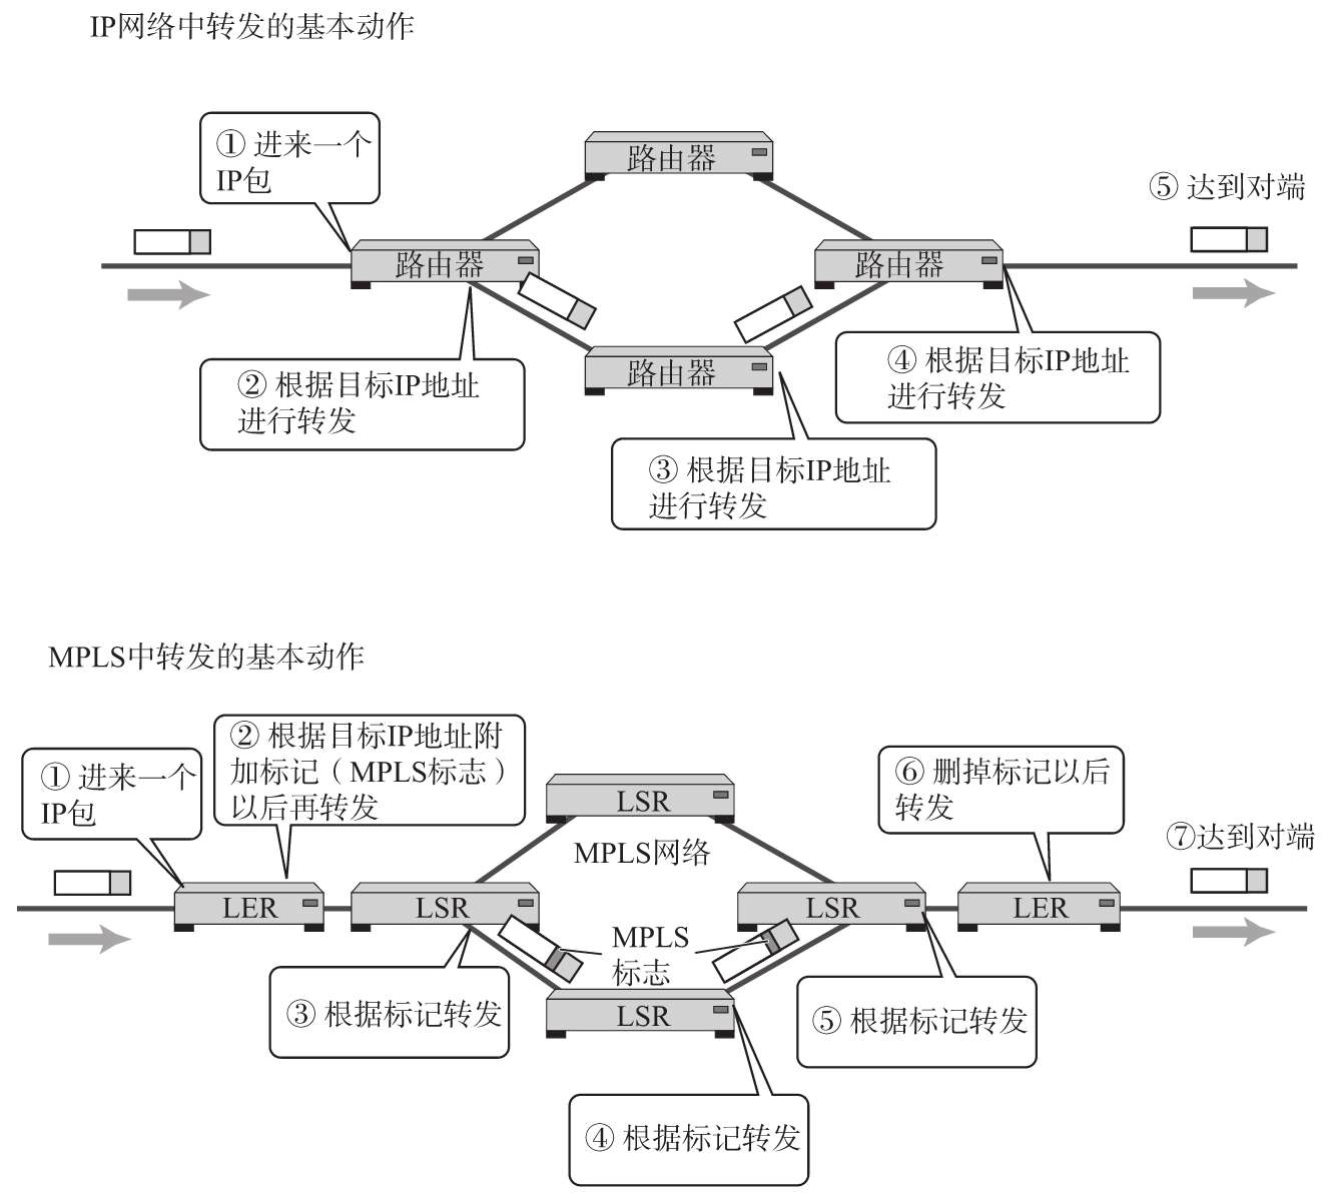 IP网络中转发的基本动作
① 进来一个
IP包
路由器
⑤ 达到对端
路由器
路由器
② 根据目标IP地址
进行转发
路由器
④ 根据目标IP地址
进行转发
③ 根据目标IP地址
进行转发
MPLS中转发的基本动作
① 进来一个
IP包
② 根据目标IP地址附
加标记（MPLS标志）
以后再转发
LSR
MPLS网络
⑥ 删掉标记以后
转发
⑦达到对端
LER
LSR
LSR
LER
MPLS
标志
③ 根据标记转发
LSR
⑤ 根据标记转发
④ 根据标记转发